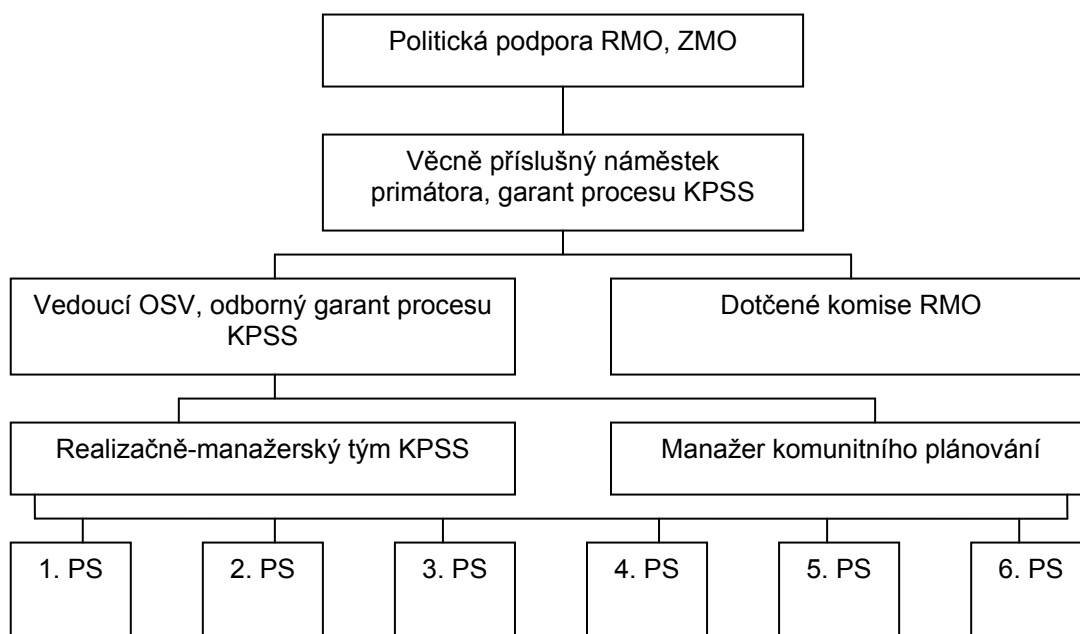 Politická podpora RMO, ZMO
Věcně příslušný náměstek
primátora, garant procesu KPSS
Vedoucí OSV, odborný garant procesu
KPSS
Dotčené komise RMO
Realizačně-manažerský tým KPSS
Manažer komunitního plánování
1. PS
2. PS
3. PS
4. PS
5. PS
6. PS